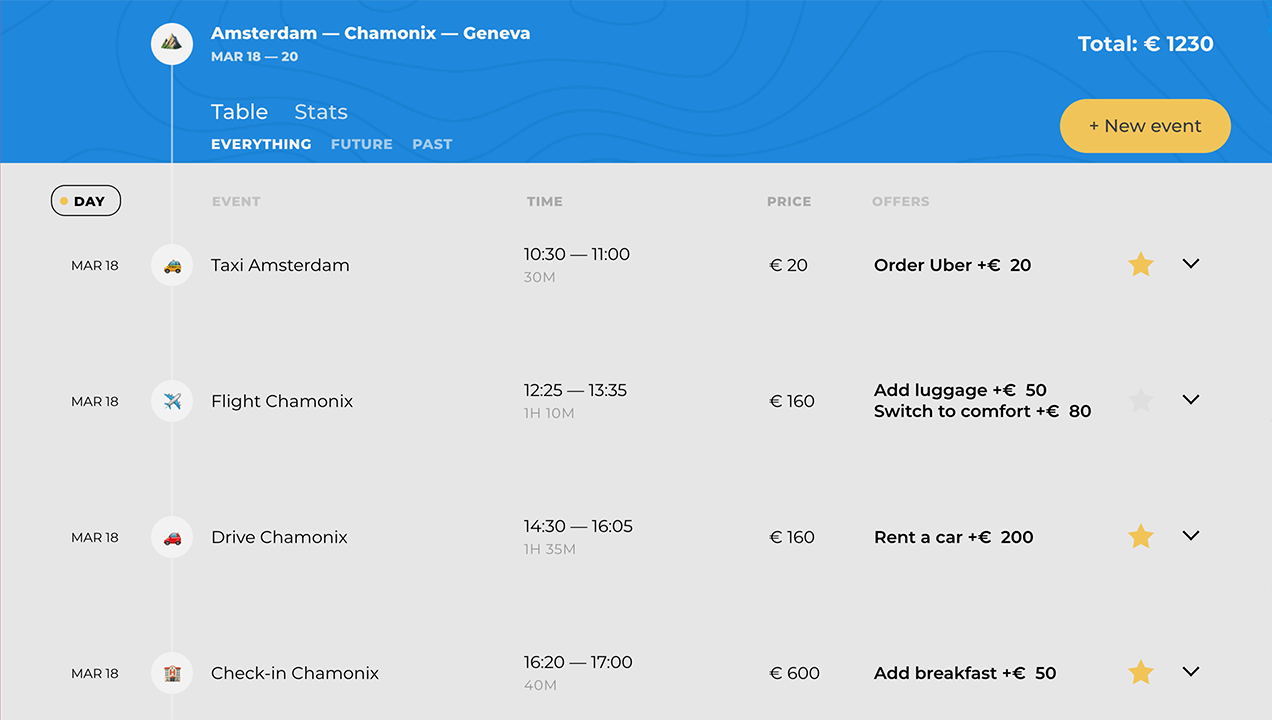 Amsterdam — Chamonix — Geneva
MAR 18 — 20
Total: € 1230
Table Stats
EVERYTHING FUTURE PAST
+ New event
DAY EVENT TIME PRICE OFFERS
MAR 18 Taxi Amsterdam 10:30 — 11:00 € 20 Order Uber +€ 20
30M
MAR 18 Flight Chamonix 12:25 — 13:35 € 160 Add luggage +€ 50
1H 10M Switch to comfort +€ 80
MAR 18 Drive Chamonix 14:30 — 16:05 € 160 Rent a car +€ 200
1H 35M
MAR 18 Check-in Chamonix 16:20 — 17:00 € 600 Add breakfast +€ 50
40M